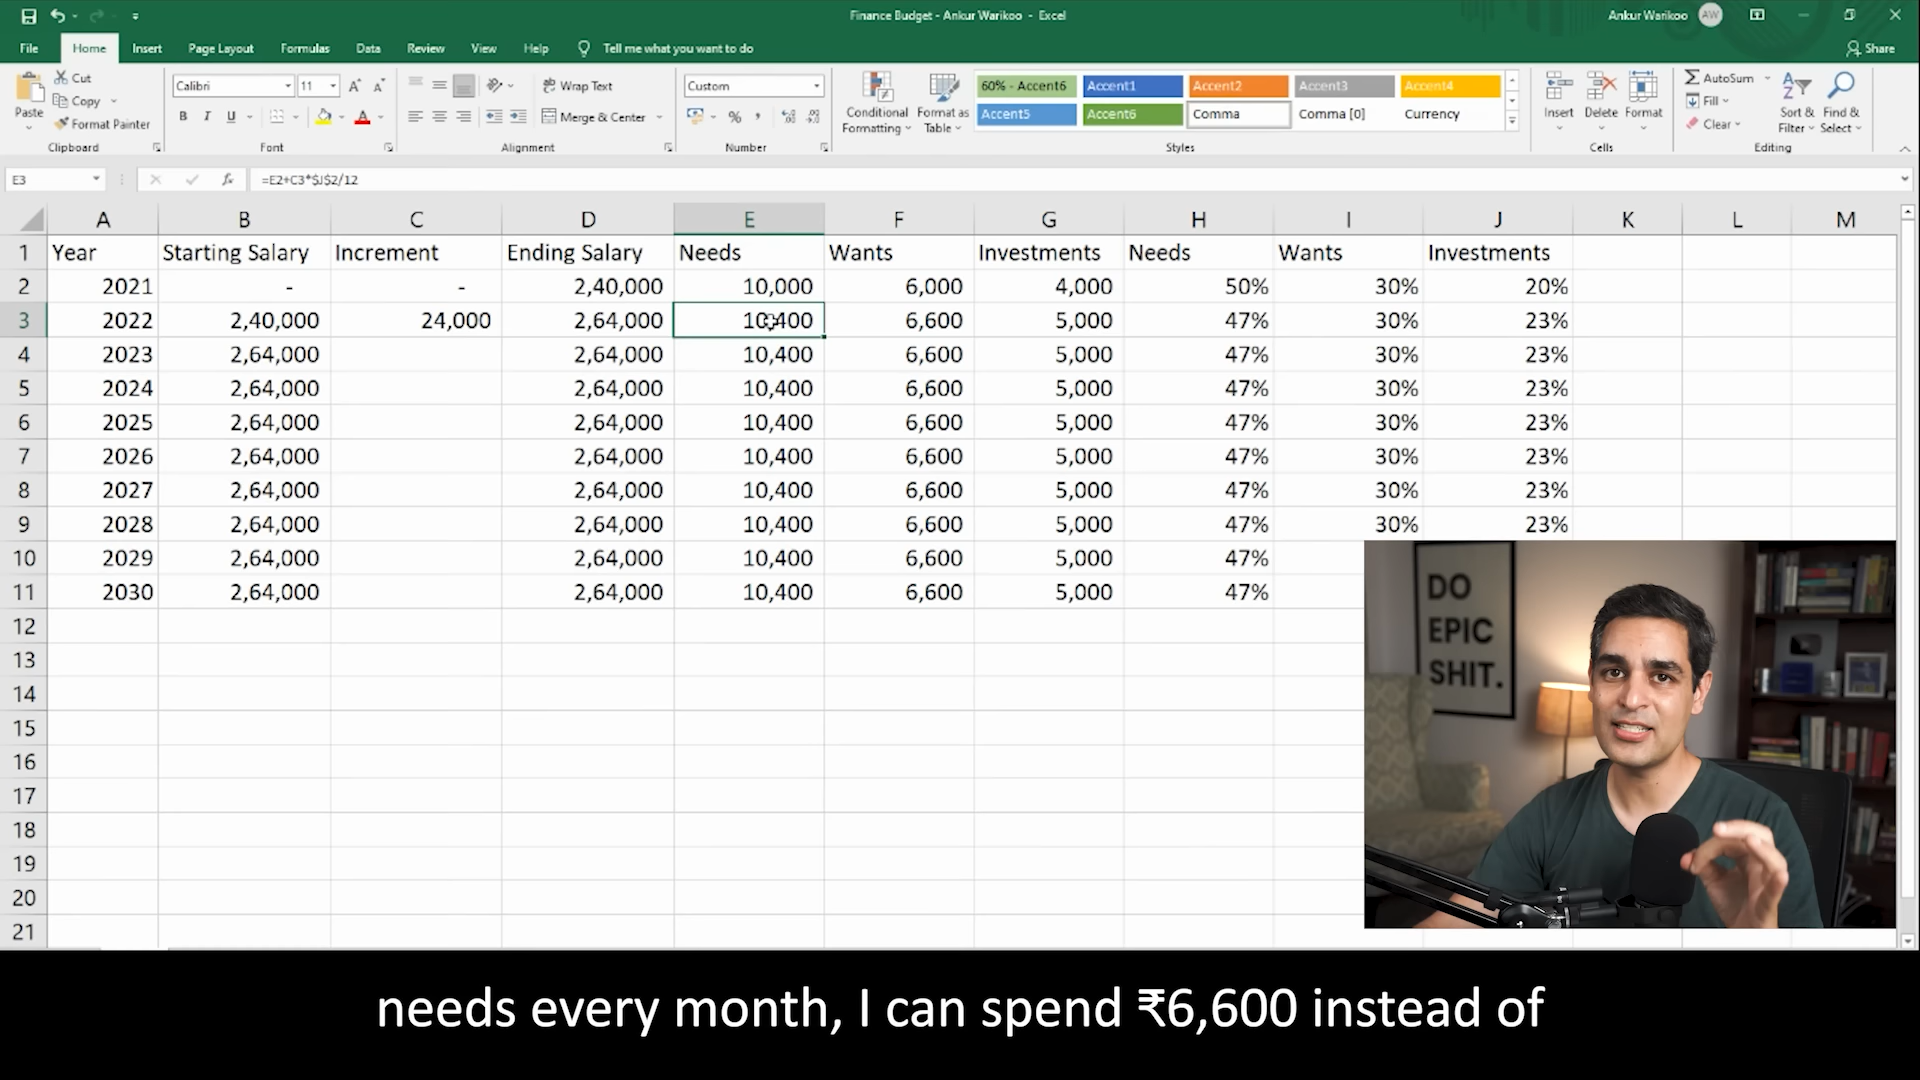 Finance Budget - Ankur Warikoo - Excel
Ankur Warikoo AW
File Home Insert Page Layout Formulas Data Review View Help Tell me what you want to do Share
Paste Cut Copy Format Painter Clipboard
Calibri 11 A A B I U A Font
Wrap Text Merge & Center Alignment
Custom % , Number
Conditional Formatting Format as Table
60% - Accent6 Accent1 Accent2 Accent3 Accent4
Accent5 Accent6 Comma Comma [0] Currency
Styles
Insert Delete Format Cells
AutoSum Fill Clear Sort & Filter Find & Select Editing
E3 fx =E2+C3*$J$2/12
A B C D E F G H I J K L M
1 Year Starting Salary Increment Ending Salary Needs Wants Investments Needs Wants Investments
2 2021 - - 2,40,000 10,000 6,000 4,000 50% 30% 20%
3 2022 2,40,000 24,000 2,64,000 10,400 6,600 5,000 47% 30% 23%
4 2023 2,64,000 2,64,000 10,400 6,600 5,000 47% 30% 23%
5 2024 2,64,000 2,64,000 10,400 6,600 5,000 47% 30% 23%
6 2025 2,64,000 2,64,000 10,400 6,600 5,000 47% 30% 23%
7 2026 2,64,000 2,64,000 10,400 6,600 5,000 47% 30% 23%
8 2027 2,64,000 2,64,000 10,400 6,600 5,000 47% 30% 23%
9 2028 2,64,000 2,64,000 10,400 6,600 5,000 47% 30% 23%
10 2029 2,64,000 2,64,000 10,400 6,600 5,000 47%
11 2030 2,64,000 2,64,000 10,400 6,600 5,000 47%
12
13
14
15
16
17
18
19
20
21
DO
EPIC
SHIT.
needs every month, I can spend ₹6,600 instead of